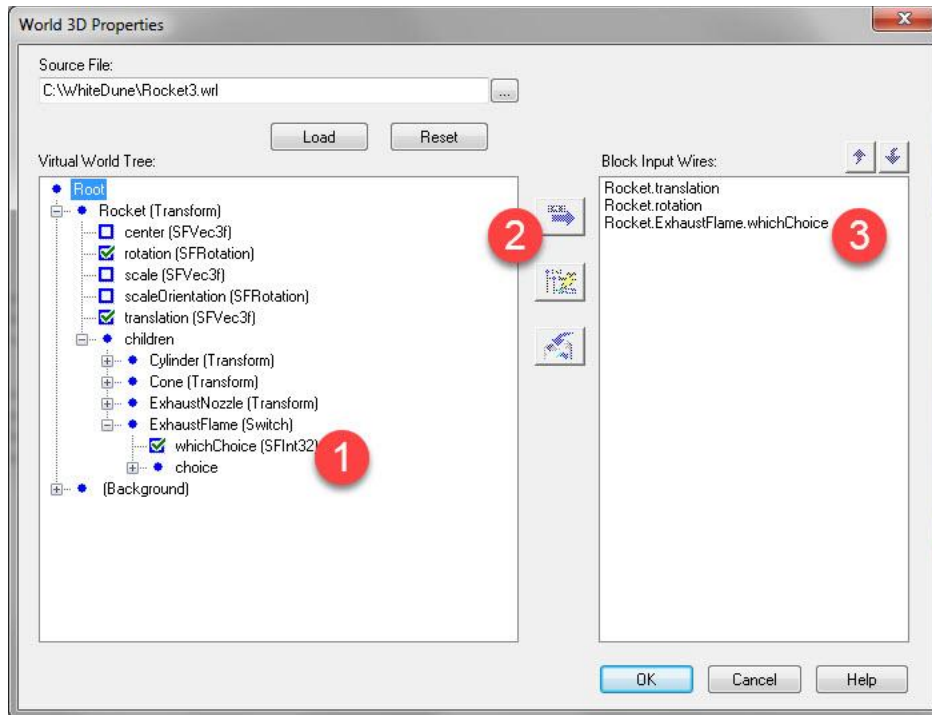 World 3D Properties
Source File:
C:\WhiteDune\Rocket3.wrl
...
Load
Reset
Virtual World Tree:
Block Input Wires:
Root
Rocket (Transform)
center (SFVec3f)
rotation (SFRotation)
scale (SFVec3f)
scaleOrientation (SFRotation)
translation (SFVec3f)
children
Cylinder (Transform)
Cone (Transform)
ExhaustNozzle (Transform)
ExhaustFlame (Switch)
whichChoice (SFInt32)
choice
(Background)
1
2
Rocket.translation
Rocket.rotation
Rocket.ExhaustFlame.whichChoice
3
OK
Cancel
Help